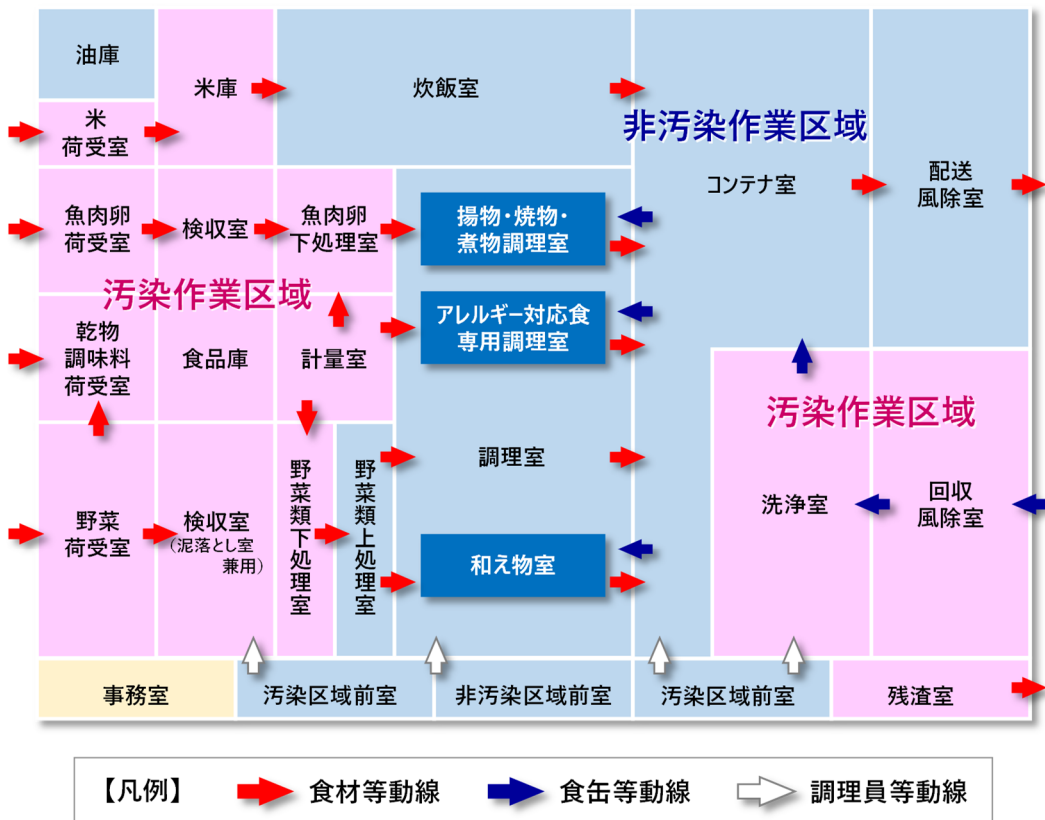 油庫
米庫
炊飯室
米
荷受室
非汚染作業区域
コンテナ室
配送
風除室
魚肉卵
荷受室
検収室
魚肉卵
下処理室
揚物・焼物・
煮物調理室
汚染作業区域
乾物
調味料
荷受室
食品庫
計量室
アレルギー対応食
専用調理室
汚染作業区域
野菜
荷受室
検収室
(泥落とし室
兼用)
野菜類下処理室
野菜類上処理室
調理室
和え物室
洗浄室
回収
風除室
事務室
汚染区域前室
非汚染区域前室
汚染区域前室
残渣室
【凡例】
食材等動線
食缶等動線
調理員等動線